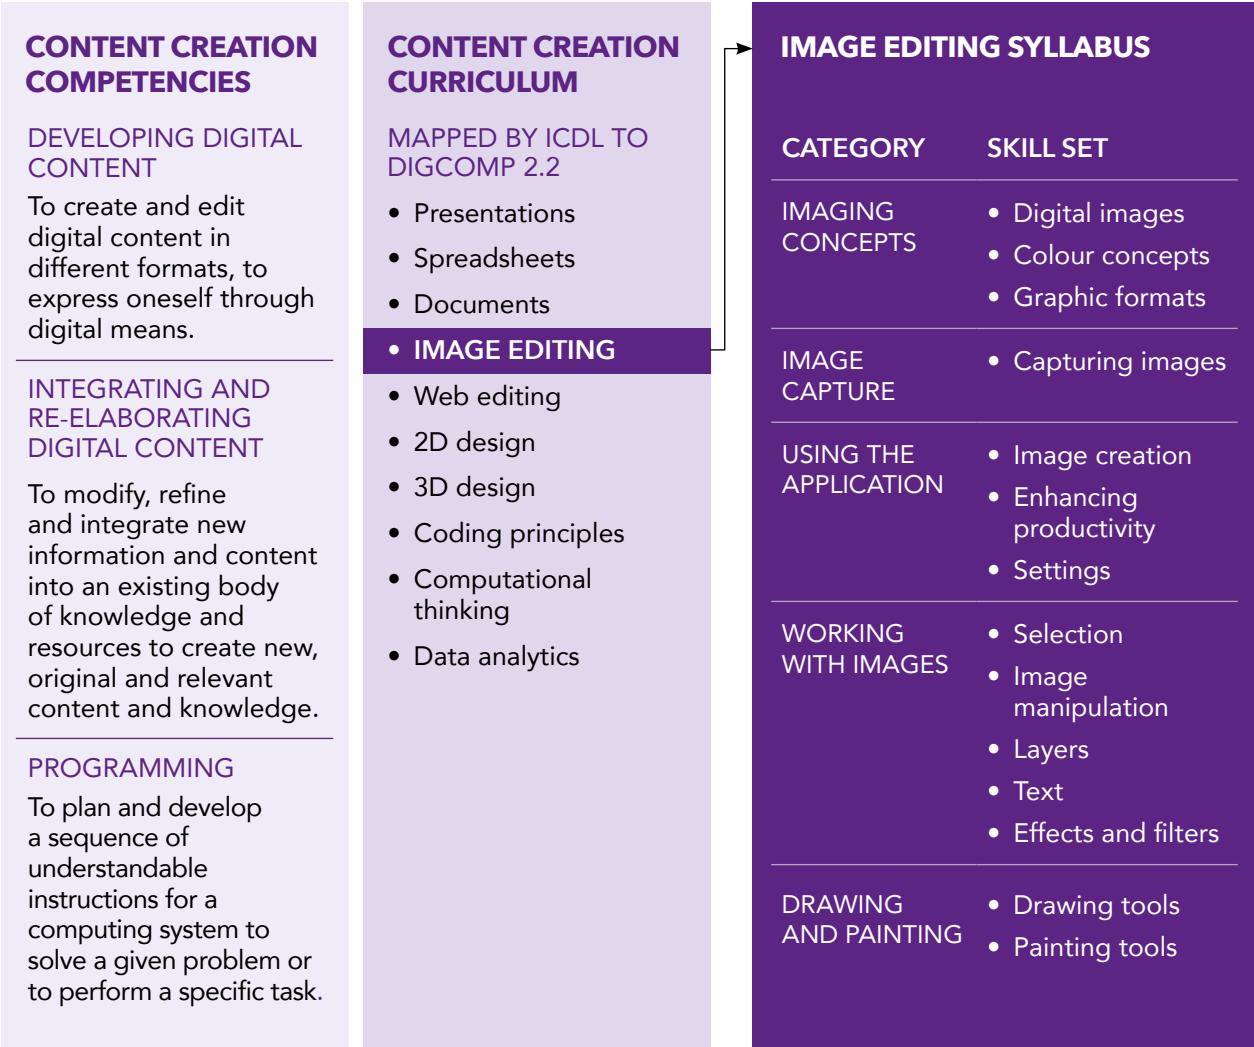 CONTENT CREATION
COMPETENCIES
DEVELOPING DIGITAL
CONTENT
To create and edit
digital content in
different formats, to
express oneself through
digital means.
INTEGRATING AND
RE-ELABORATING
DIGITAL CONTENT
To modify, refine
and integrate new
information and content
into an existing body
of knowledge and
resources to create new,
original and relevant
content and knowledge.
PROGRAMMING
To plan and develop
a sequence of
understandable
instructions for a
computing system to
solve a given problem or
to perform a specific task.
CONTENT CREATION
CURRICULUM
MAPPED BY ICDL TO
DIGCOMP 2.2
• Presentations
• Spreadsheets
• Documents
• IMAGE EDITING
• Web editing
• 2D design
• 3D design
• Coding principles
• Computational
thinking
• Data analytics
IMAGE EDITING SYLLABUS
CATEGORY SKILL SET
IMAGING
CONCEPTS
• Digital images
• Colour concepts
• Graphic formats
IMAGE
CAPTURE
• Capturing images
USING THE
APPLICATION
• Image creation
• Enhancing
productivity
• Settings
WORKING
WITH IMAGES
• Selection
• Image
manipulation
• Layers
• Text
• Effects and filters
DRAWING
AND PAINTING
• Drawing tools
• Painting tools